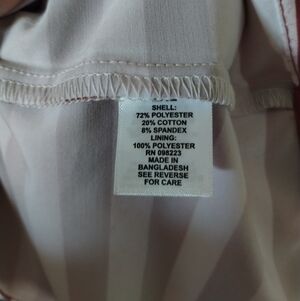 SHELL:
72% POLYESTER
20% COTTON
8% SPANDEX
LINING:
100% POLYESTER
RN 098223
MADE IN
BANGLADESH
SEE REVERSE
FOR CARE